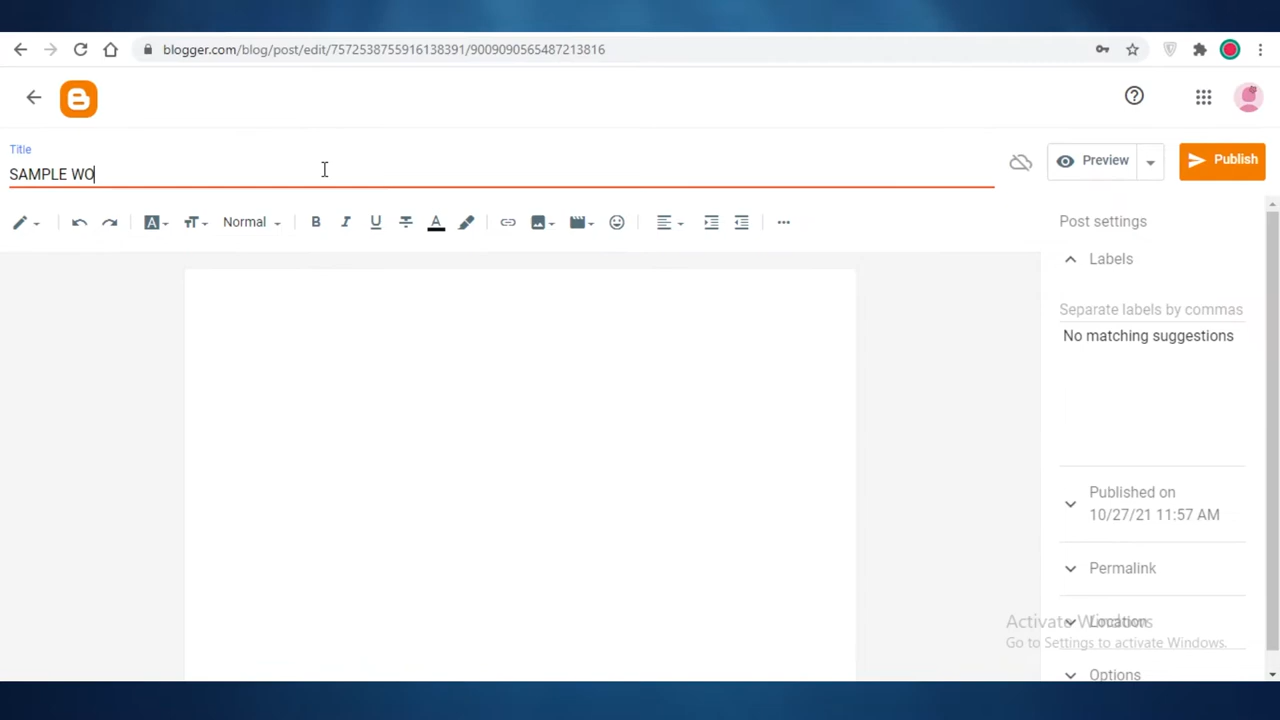 blogger.com/blog/post/edit/7572538755916138391/9009090565487213816
Title
SAMPLE WO
Preview
Publish
Normal
B I U A
Post settings
Labels
Separate labels by commas
No matching suggestions
Published on
10/27/21 11:57 AM
Permalink
Location
Activate Windows
Go to Settings to activate Windows.
Options